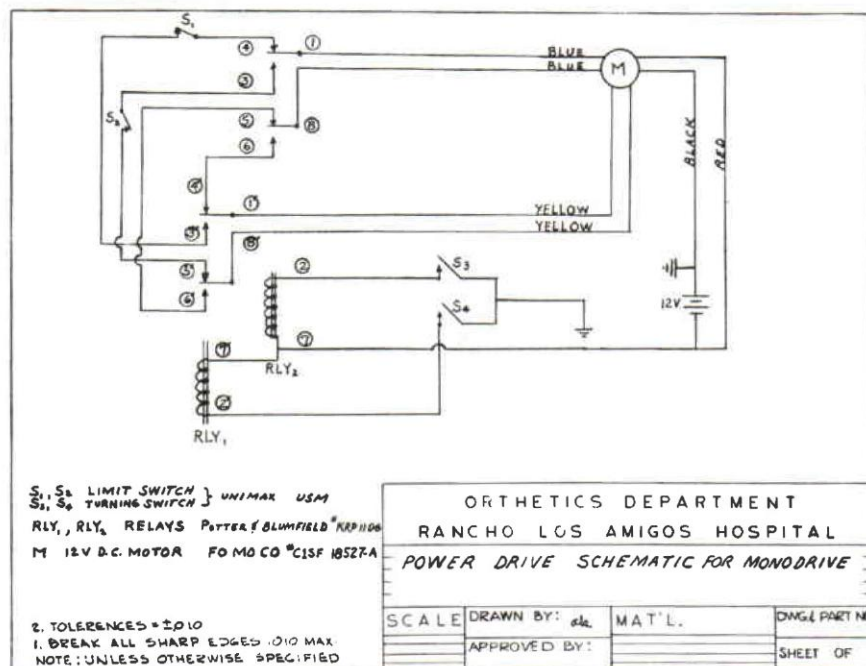 S₁
④ ①
BLUE
BLUE
M
③
S₂
⑤ ⑧
⑥
BLACK
RED
④'
①'
YELLOW
YELLOW
③'
⑧'
⑤'
⑥'
② S₃
S₄
12V
⑦
RLY₂
⑦'
②'
RLY₁
S₁, S₂ LIMIT SWITCH } UNIMAX USM
S₃, S₄ TURNING SWITCH
RLY₁, RLY₂ RELAYS POTTER & BLUMFIELD
M 12V D.C. MOTOR FOMOCO #C1SF 18527-A
2. TOLERENCES = ±.010
1. BREAK ALL SHARP EDGES .010 MAX
NOTE: UNLESS OTHERWISE SPECIFIED
ORTHETICS DEPARTMENT
RANCHO LOS AMIGOS HOSPITAL
POWER DRIVE SCHEMATIC FOR MONODRIVE
SCALE DRAWN BY: MAT'L. DWG & PART
APPROVED BY: SHEET OF